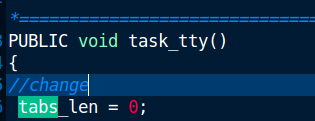 *================================
PUBLIC void task_tty()
{
//change
tabs_len = 0;